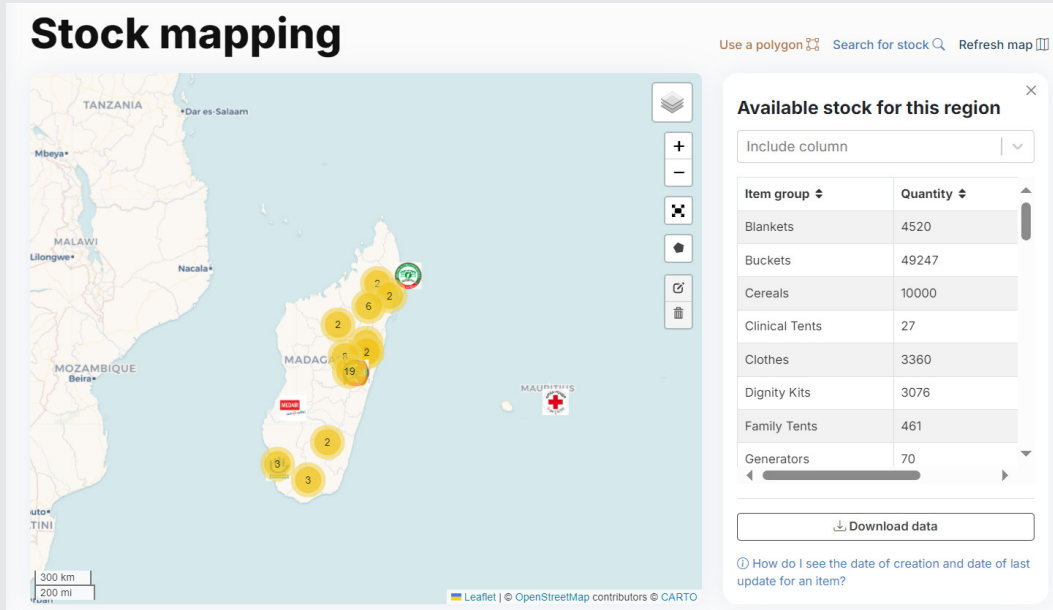 Stock mapping
Use a polygon
Search for stock
Refresh map
TANZANIA
Dar es-Salaam
Mbeya
MALAWI
Lilongwe
Nacala
MOZAMBIQUE
Beira
MADAGA
MAURITIUS
uto
TINI
2
2
6
2
2
19
2
3
3
MEDAIR
+
−
300 km
200 mi
Leaflet | © OpenStreetMap contributors © CARTO
Available stock for this region
Include column
Item group Quantity
Blankets 4520
Buckets 49247
Cereals 10000
Clinical Tents 27
Clothes 3360
Dignity Kits 3076
Family Tents 461
Generators 70
Download data
How do I see the date of creation and date of last
update for an item?